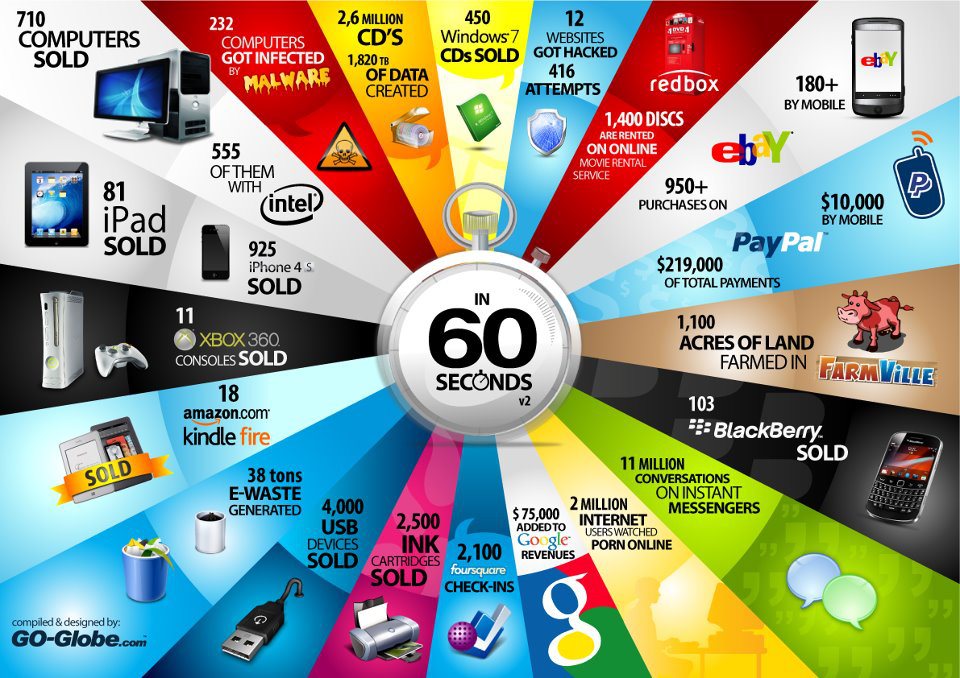 710
COMPUTERS
SOLD
232
COMPUTERS
GOT INFECTED
BY MALWARE
2,6 MILLION
CD'S
1,820 TB
OF DATA
CREATED
450
Windows 7
CDs SOLD
12
WEBSITES
GOT HACKED
416
ATTEMPTS
redbox
1,400 DISCS
ARE RENTED
ON ONLINE
MOVIE RENTAL
SERVICE
ebay
180+
BY MOBILE
ebay
950+
PURCHASES ON
$10,000
BY MOBILE
PayPal
$219,000
OF TOTAL PAYMENTS
555
OF THEM
WITH intel
81
iPad
SOLD
925
iPhone 4 S
SOLD
11
XBOX 360
CONSOLES SOLD
18
amazon.com
kindle fire
SOLD
38 tons
E-WASTE
GENERATED
4,000
USB
DEVICES
SOLD
2,500
INK
CARTRIDGES
SOLD
2,100
foursquare
CHECK-INS
$ 75,000
ADDED TO
Google
REVENUES
g
2 MILLION
INTERNET
USERS WATCHED
PORN ONLINE
11 MILLION
CONVERSATIONS
ON INSTANT
MESSENGERS
103
BlackBerry
SOLD
1,100
ACRES OF LAND
FARMED IN
FARMVILLE
IN
60
SECONDS
v2
compiled & designed by:
GO-Globe.com